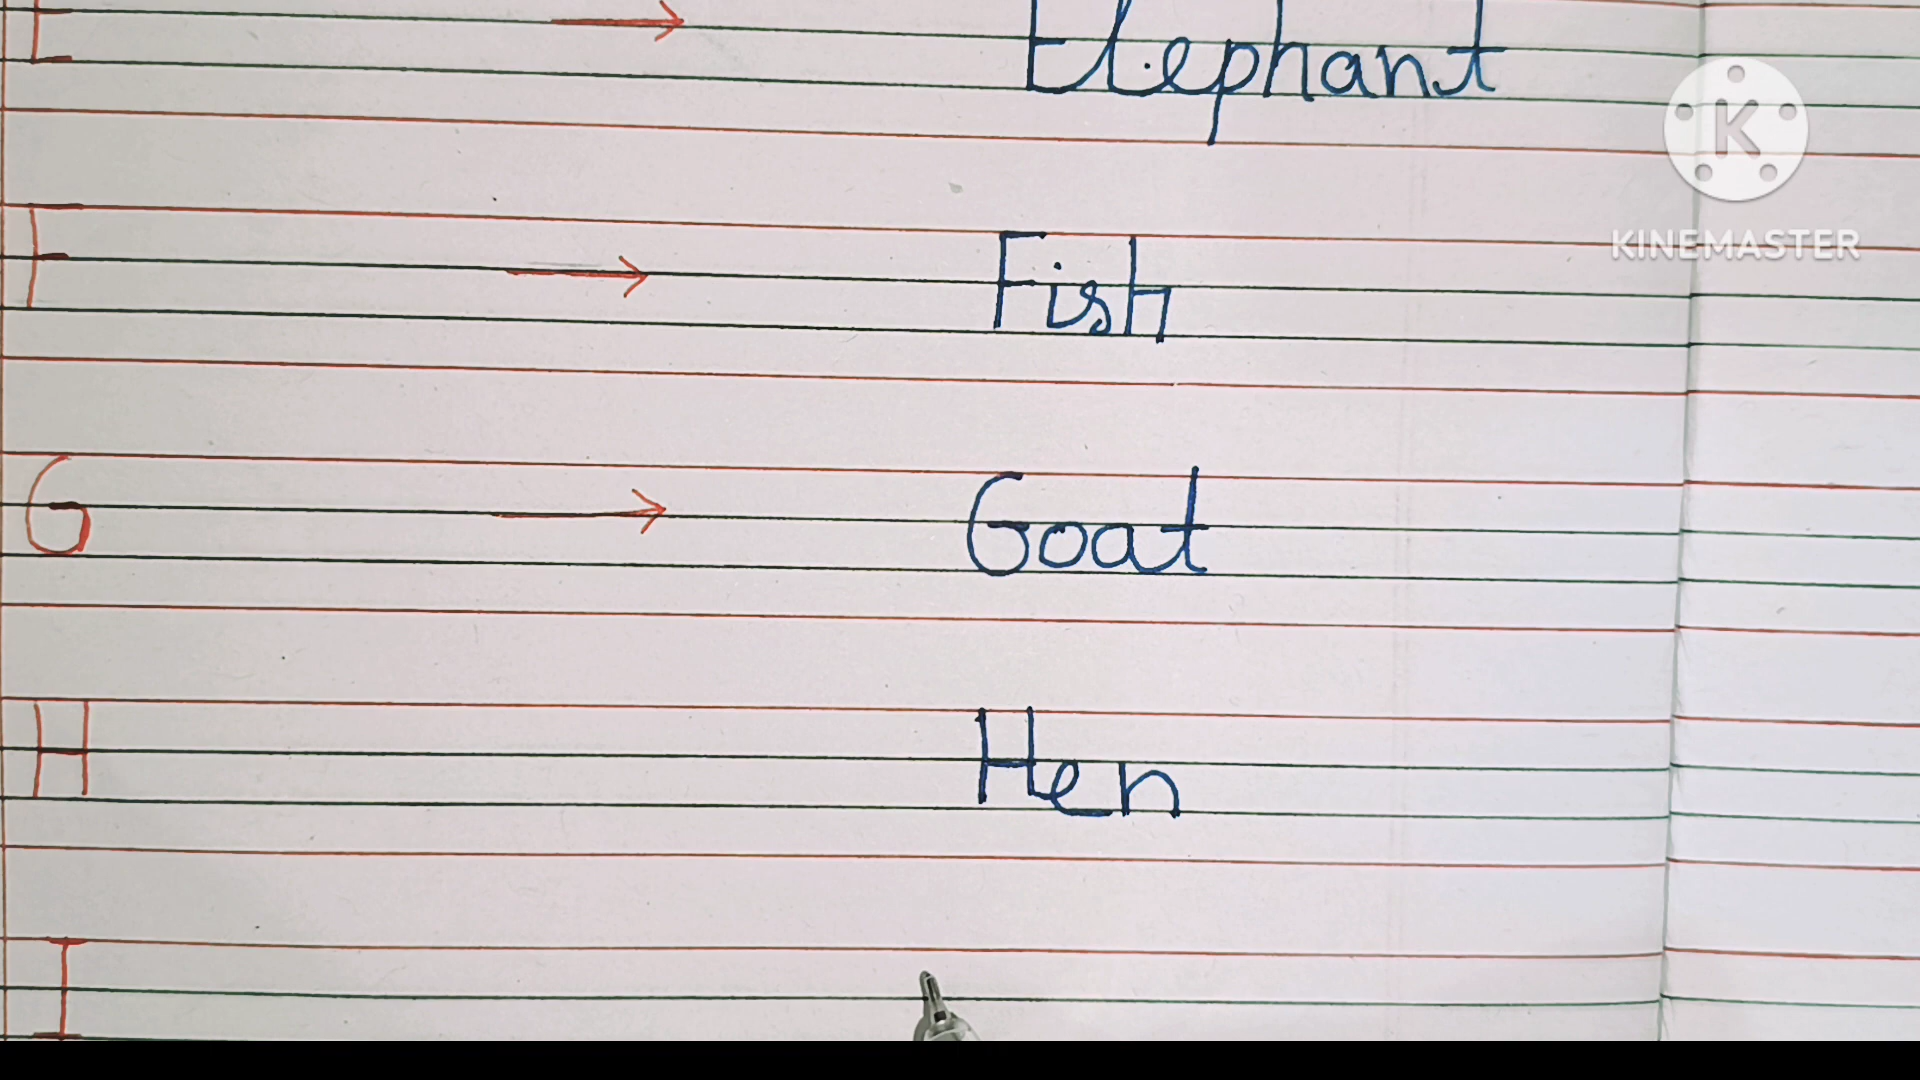 E → Elephant
F → Fish
G → Goat
H Hen
I
K
KINEMASTER